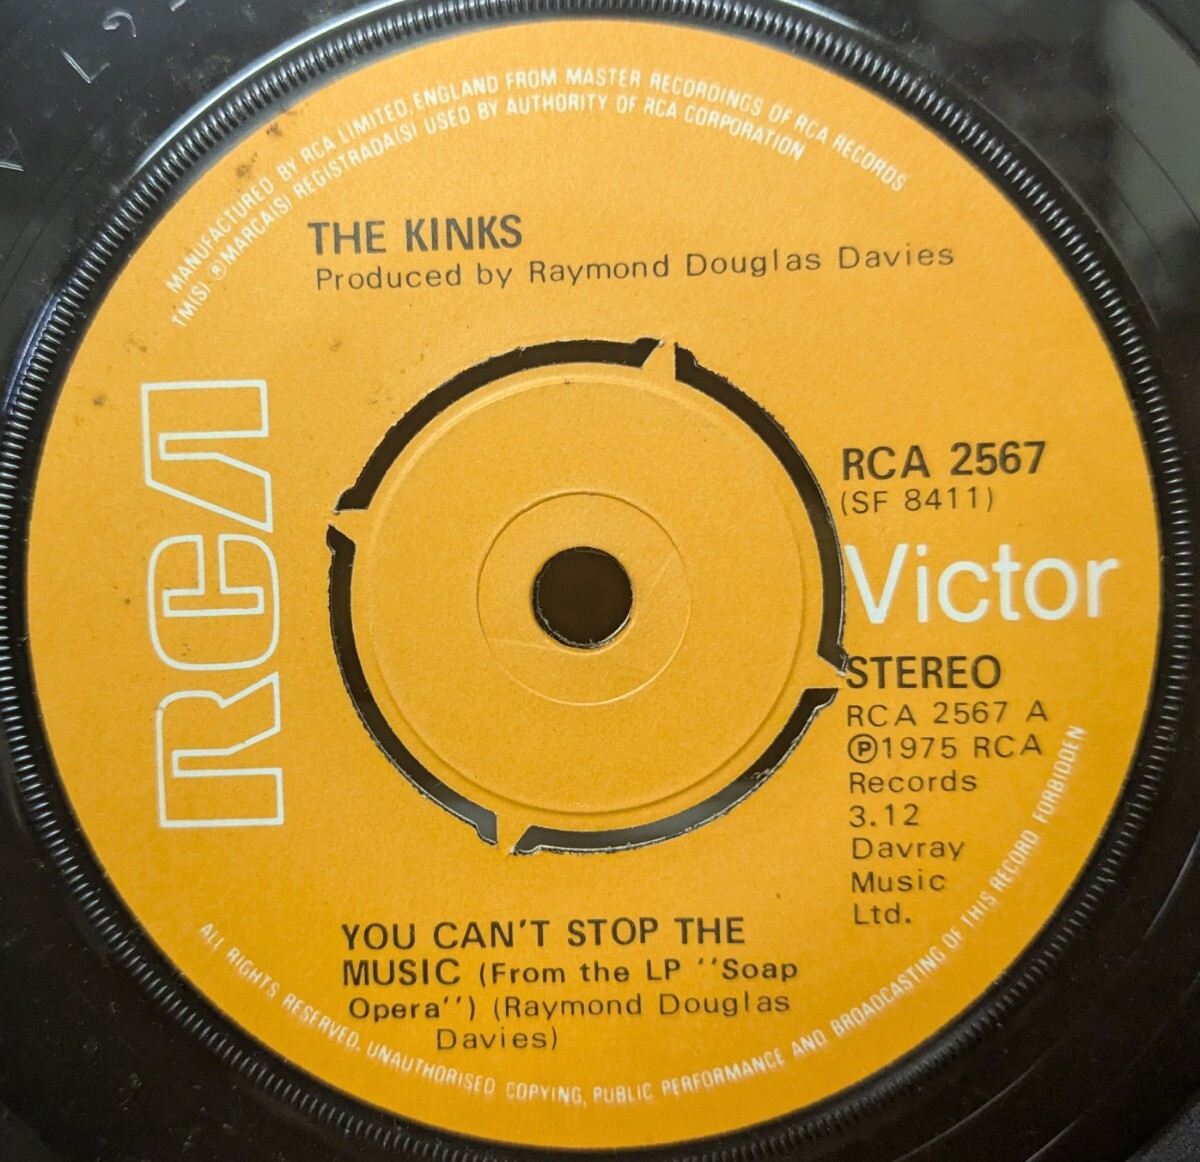 MANUFACTURED BY RCA LIMITED, ENGLAND FROM MASTER RECORDINGS OF RCA RECORDS
TM(S) ® MARCA(S) REGISTRADA(S) USED BY AUTHORITY OF RCA CORPORATION
THE KINKS
Produced by Raymond Douglas Davies
RCA
RCA 2567
(SF 8411)
Victor
STEREO
RCA 2567 A
Ⓟ1975 RCA
Records
3.12
Davray
Music
Ltd.
YOU CAN'T STOP THE
MUSIC (From the LP ''Soap
Opera'') (Raymond Douglas
Davies)
ALL RIGHTS RESERVED. UNAUTHORISED COPYING, PUBLIC PERFORMANCE AND BROADCASTING OF THIS RECORD FORBIDDEN